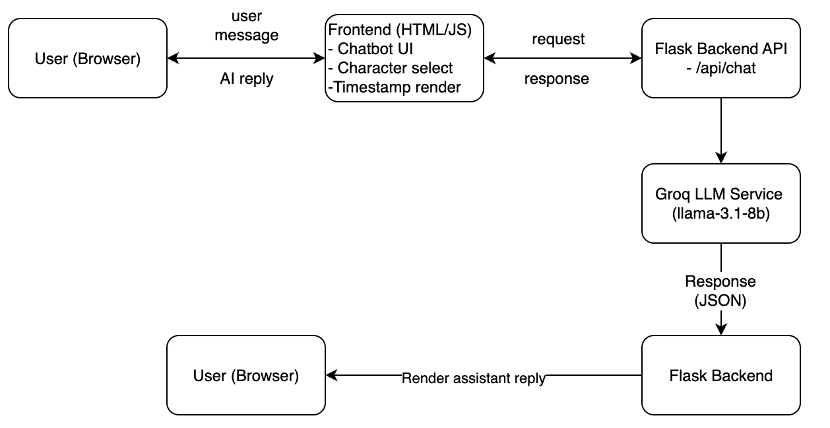 user
message
User (Browser)
AI reply
Frontend (HTML/JS)
- Chatbot UI
- Character select
-Timestamp render
request
response
Flask Backend API
- /api/chat
Groq LLM Service
(llama-3.1-8b)
Response
(JSON)
User (Browser)
Render assistant reply
Flask Backend